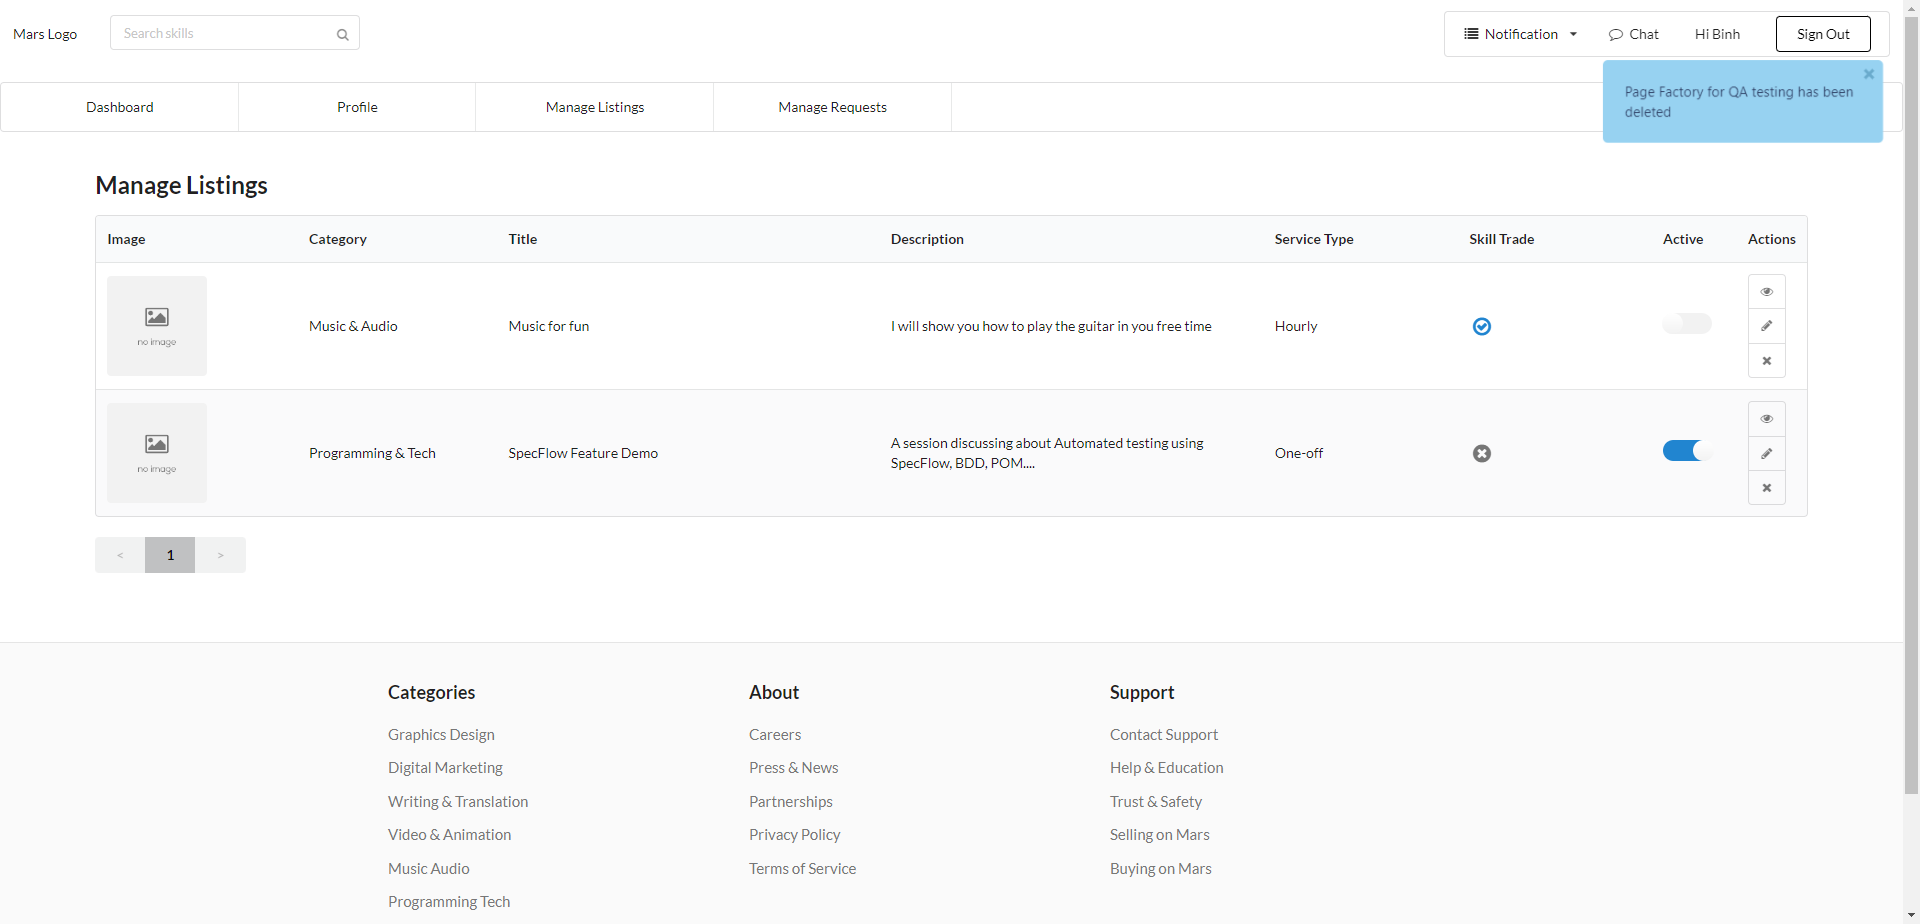 Mars Logo
Search skills
Notification
Chat
Hi Binh
Sign Out
Page Factory for QA testing has been
deleted
Dashboard
Profile
Manage Listings
Manage Requests
Manage Listings
Image
Category
Title
Description
Service Type
Skill Trade
Active
Actions
no image
Music & Audio
Music for fun
I will show you how to play the guitar in you free time
Hourly
no image
Programming & Tech
SpecFlow Feature Demo
A session discussing about Automated testing using
SpecFlow, BDD, POM....
One-off
<
1
>
Categories
Graphics Design
Digital Marketing
Writing & Translation
Video & Animation
Music Audio
Programming Tech
About
Careers
Press & News
Partnerships
Privacy Policy
Terms of Service
Support
Contact Support
Help & Education
Trust & Safety
Selling on Mars
Buying on Mars